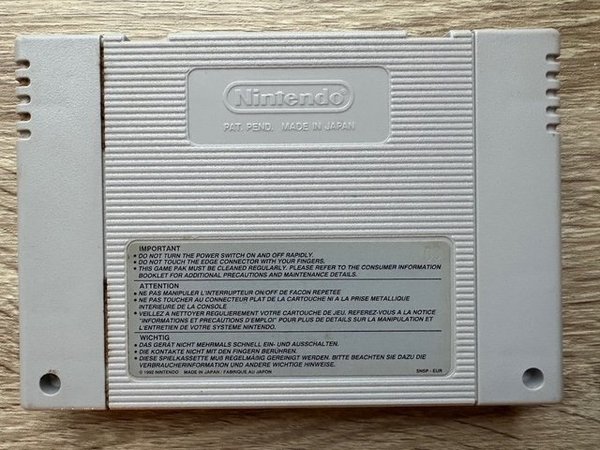 Nintendo
PAT. PEND. MADE IN JAPAN
IMPORTANT
• DO NOT TURN THE POWER SWITCH ON AND OFF RAPIDLY.
• DO NOT TOUCH THE EDGE CONNECTOR WITH YOUR FINGERS.
• THIS GAME PAK MUST BE CLEANED REGULARLY. PLEASE REFER TO THE CONSUMER INFORMATION
BOOKLET FOR ADDITIONAL PRECAUTIONS AND MAINTENANCE DETAILS.
ATTENTION
• NE PAS MANIPULER L'INTERRUPTEUR ON/OFF DE FACON REPETEE
• NE PAS TOUCHER AU CONNECTEUR PLAT DE LA CARTOUCHE NI A LA PRISE METALLIQUE
INTERIEURE DE LA CONSOLE
• VEILLEZ A NETTOYER REGULIEREMENT VOTRE CARTOUCHE DE JEU. REFEREZ-VOUS A LA NOTICE
"INFORMATIONS ET PRECAUTIONS D'EMPLOI" POUR PLUS DE DETAILS SUR LA MANIPULATION ET
L'ENTRETIEN DE VOTRE SYSTEME NINTENDO.
WICHTIG
• DAS GERÄT NICHT MEHRMALS SCHNELL EIN- UND AUSSCHALTEN.
• DIE KONTAKTE NICHT MIT DEN FINGERN BERÜHREN.
• DIESE SPIELKASSETTE MUß REGELMÄßIG GEREINIGT WERDEN. BITTE BEACHTEN SIE DAZU DIE
VERBRAUCHERINFORMATION UND ANDERE WICHTIGE HINWEISE.
© 1992 NINTENDO MADE IN JAPAN / FABRIQUE AU JAPON SNSP - EUR